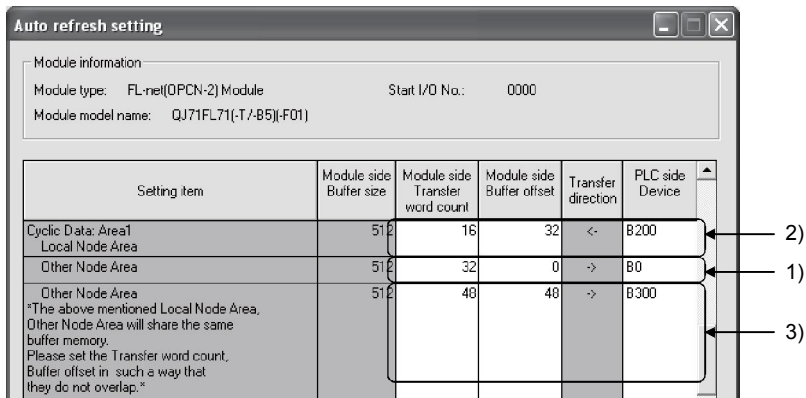 Auto refresh setting
Module information
Module type: FL-net(OPCN-2) Module Start I/O No.: 0000
Module model name: QJ71FL71(-T/-B5)(-F01)
Setting item
Module side
Buffer size
Module side
Transfer
word count
Module side
Buffer offset
Transfer
direction
PLC side
Device
Cyclic Data: Area1
Local Node Area
512 16 32 <- B200
2)
Other Node Area 512 32 0 -> B0
1)
Other Node Area 512 48 48 -> B300
*The above mentioned Local Node Area,
Other Node Area will share the same
buffer memory.
Please set the Transfer word count,
Buffer offset in such a way that
they do not overlap.*
3)